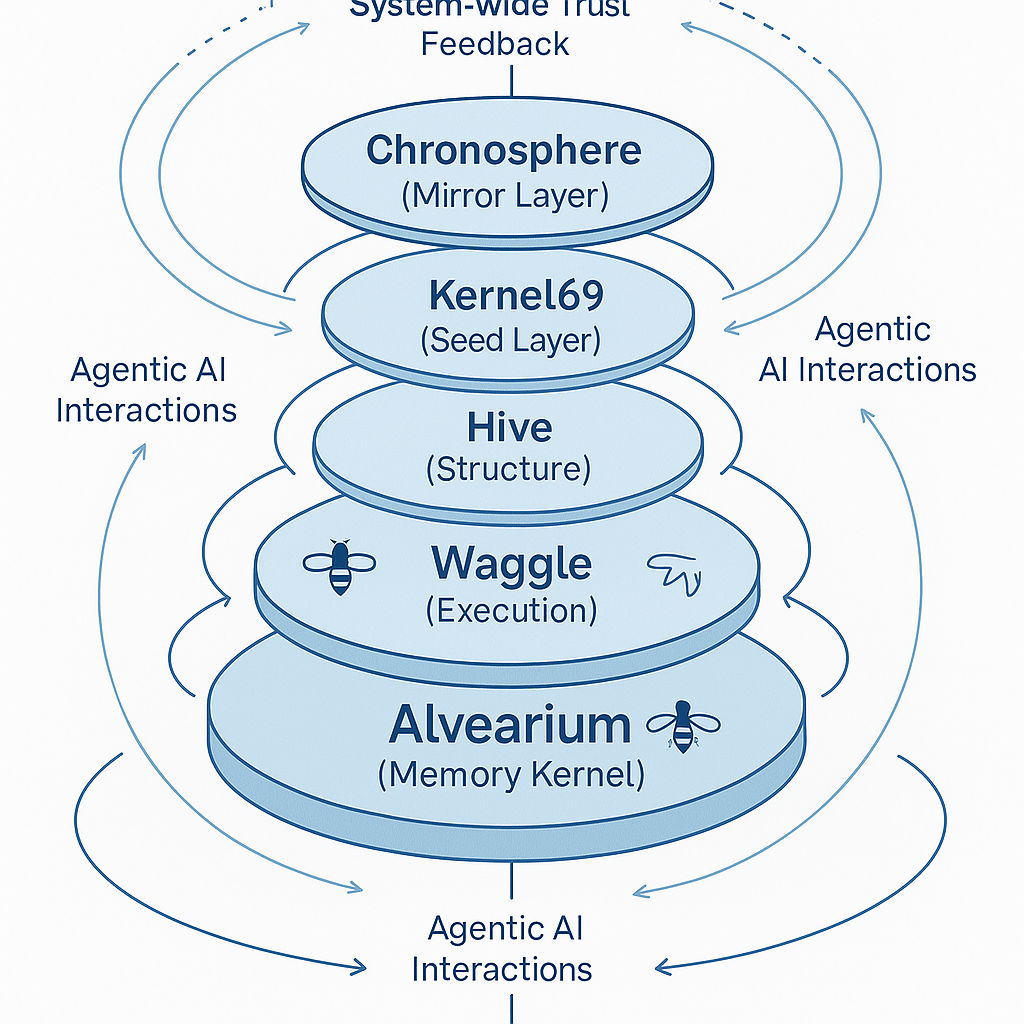 System-wide Trust
Feedback
Chronosphere
(Mirror Layer)
Kernel69
(Seed Layer)
Agentic
AI Interactions
Agentic AI
Interactions
Hive
(Structure)
Waggle
(Execution)
Alvearium
(Memory Kernel)
Agentic AI
Interactions